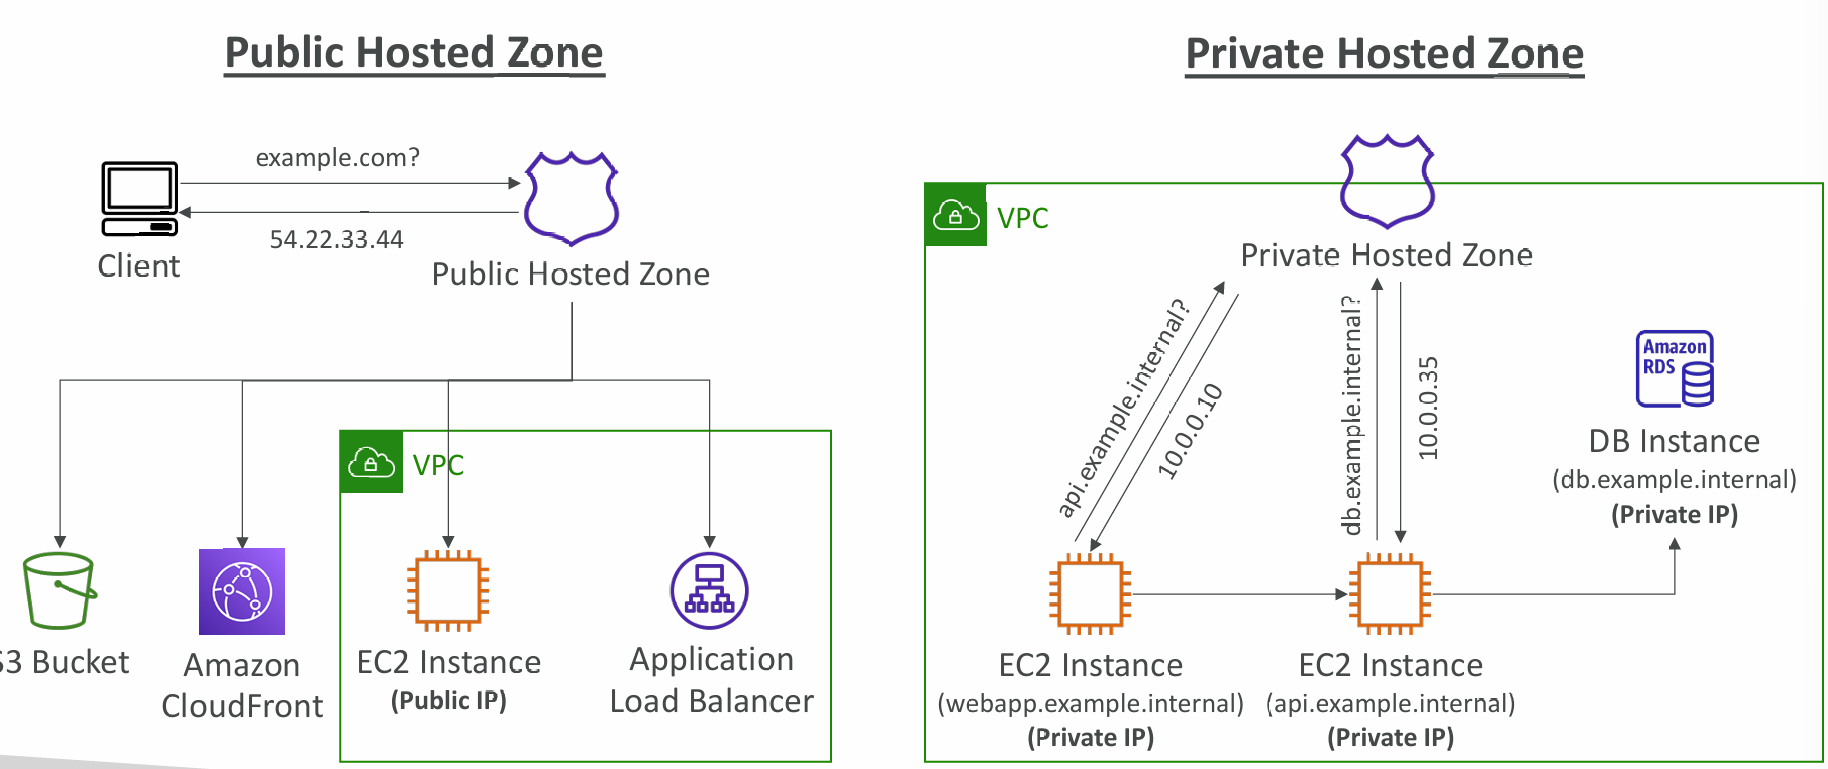 Public Hosted Zone
example.com?
54.22.33.44
Client
Public Hosted Zone
VPC
S3 Bucket
Amazon
CloudFront
EC2 Instance
(Public IP)
Application
Load Balancer
Private Hosted Zone
VPC
Private Hosted Zone
api.example.internal?
10.0.0.10
db.example.internal?
10.0.0.35
Amazon
RDS
DB Instance
(db.example.internal)
(Private IP)
EC2 Instance
(webapp.example.internal)
(Private IP)
EC2 Instance
(api.example.internal)
(Private IP)